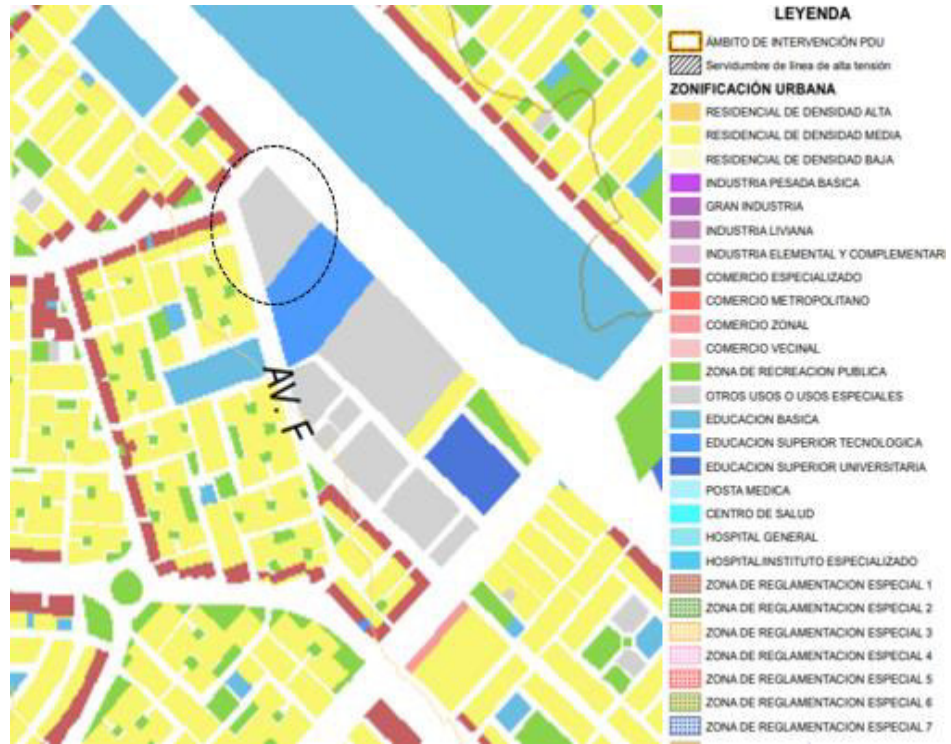 AV. F
LEYENDA
ÁMBITO DE INTERVENCIÓN PDU
Servidumbre de línea de alta tensión
ZONIFICACIÓN URBANA
RESIDENCIAL DE DENSIDAD ALTA
RESIDENCIAL DE DENSIDAD MEDIA
RESIDENCIAL DE DENSIDAD BAJA
INDUSTRIA PESADA BASICA
GRAN INDUSTRIA
INDUSTRIA LIVIANA
INDUSTRIA ELEMENTAL Y COMPLEMENTARI
COMERCIO ESPECIALIZADO
COMERCIO METROPOLITANO
COMERCIO ZONAL
COMERCIO VECINAL
ZONA DE RECREACION PUBLICA
OTROS USOS O USOS ESPECIALES
EDUCACION BASICA
EDUCACION SUPERIOR TECNOLOGICA
EDUCACION SUPERIOR UNIVERSITARIA
POSTA MEDICA
CENTRO DE SALUD
HOSPITAL GENERAL
HOSPITAL/INSTITUTO ESPECIALIZADO
ZONA DE REGLAMENTACION ESPECIAL 1
ZONA DE REGLAMENTACION ESPECIAL 2
ZONA DE REGLAMENTACION ESPECIAL 3
ZONA DE REGLAMENTACION ESPECIAL 4
ZONA DE REGLAMENTACION ESPECIAL 5
ZONA DE REGLAMENTACION ESPECIAL 6
ZONA DE REGLAMENTACION ESPECIAL 7